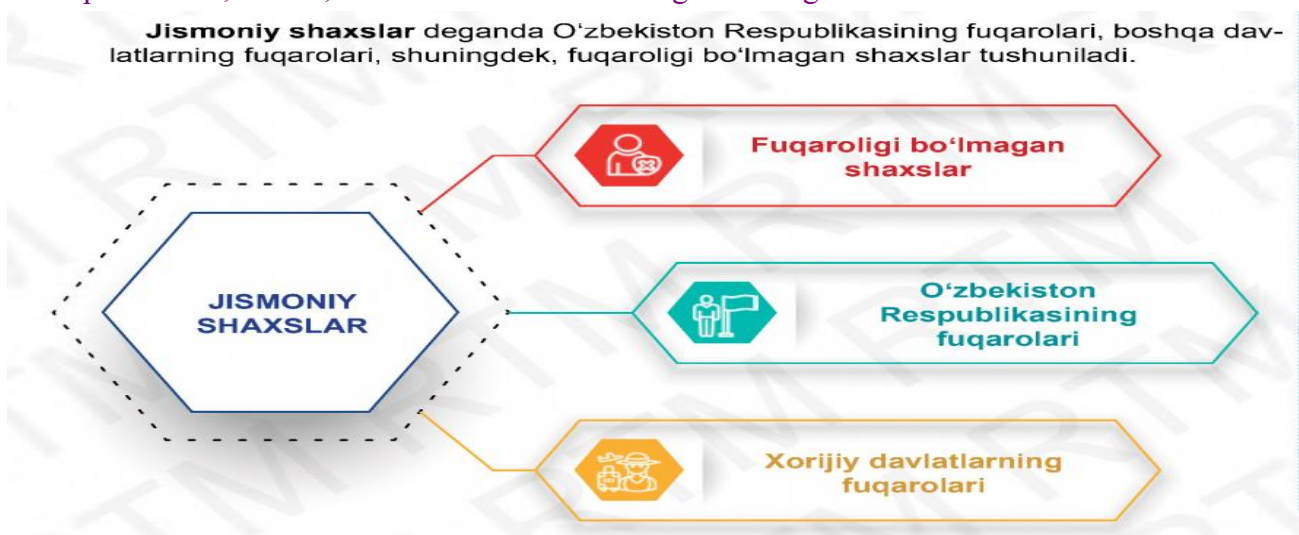 Jismoniy shaxslar deganda O‘zbekiston Respublikasining fuqarolari, boshqa dav-
latlarning fuqarolari, shuningdek, fuqaroligi bo‘lmagan shaxslar tushuniladi.
Fuqaroligi bo‘lmagan
shaxslar
JISMONIY
SHAXSLAR
O‘zbekiston
Respublikasining
fuqarolari
Xorijiy davlatlarning
fuqarolari
RTM